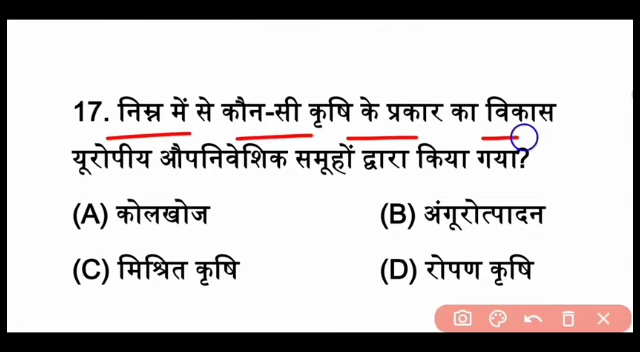 17. निम्न में से कौन-सी कृषि के प्रकार का विकास
यूरोपीय औपनिवेशिक समूहों द्वारा किया गया?
(A) कोलखोज (B) अंगूरोत्पादन
(C) मिश्रित कृषि (D) रोपण कृषि